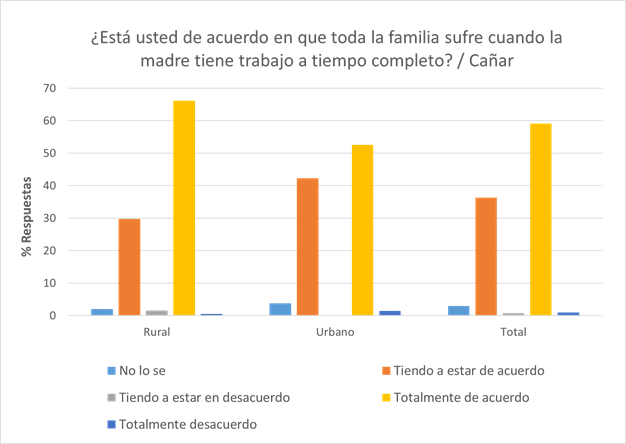 ¿Está usted de acuerdo en que toda la familia sufre cuando la
madre tiene trabajo a tiempo completo? / Cañar
70
60
50
40
30
20
10
0
% Respuestas
Rural Urbano Total
No lo se Tiendo a estar de acuerdo
Tiendo a estar en desacuerdo Totalmente de acuerdo
Totalmente desacuerdo